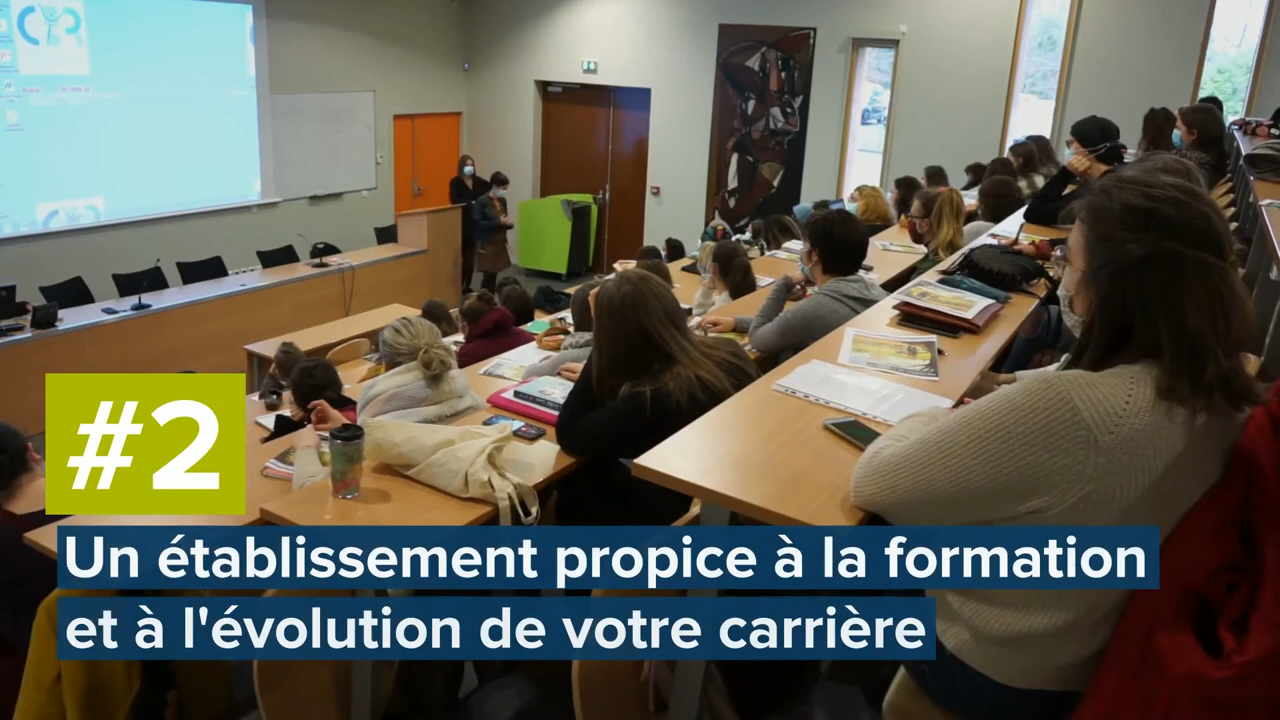 #2
Un établissement propice à la formation
et à l'évolution de votre carrière